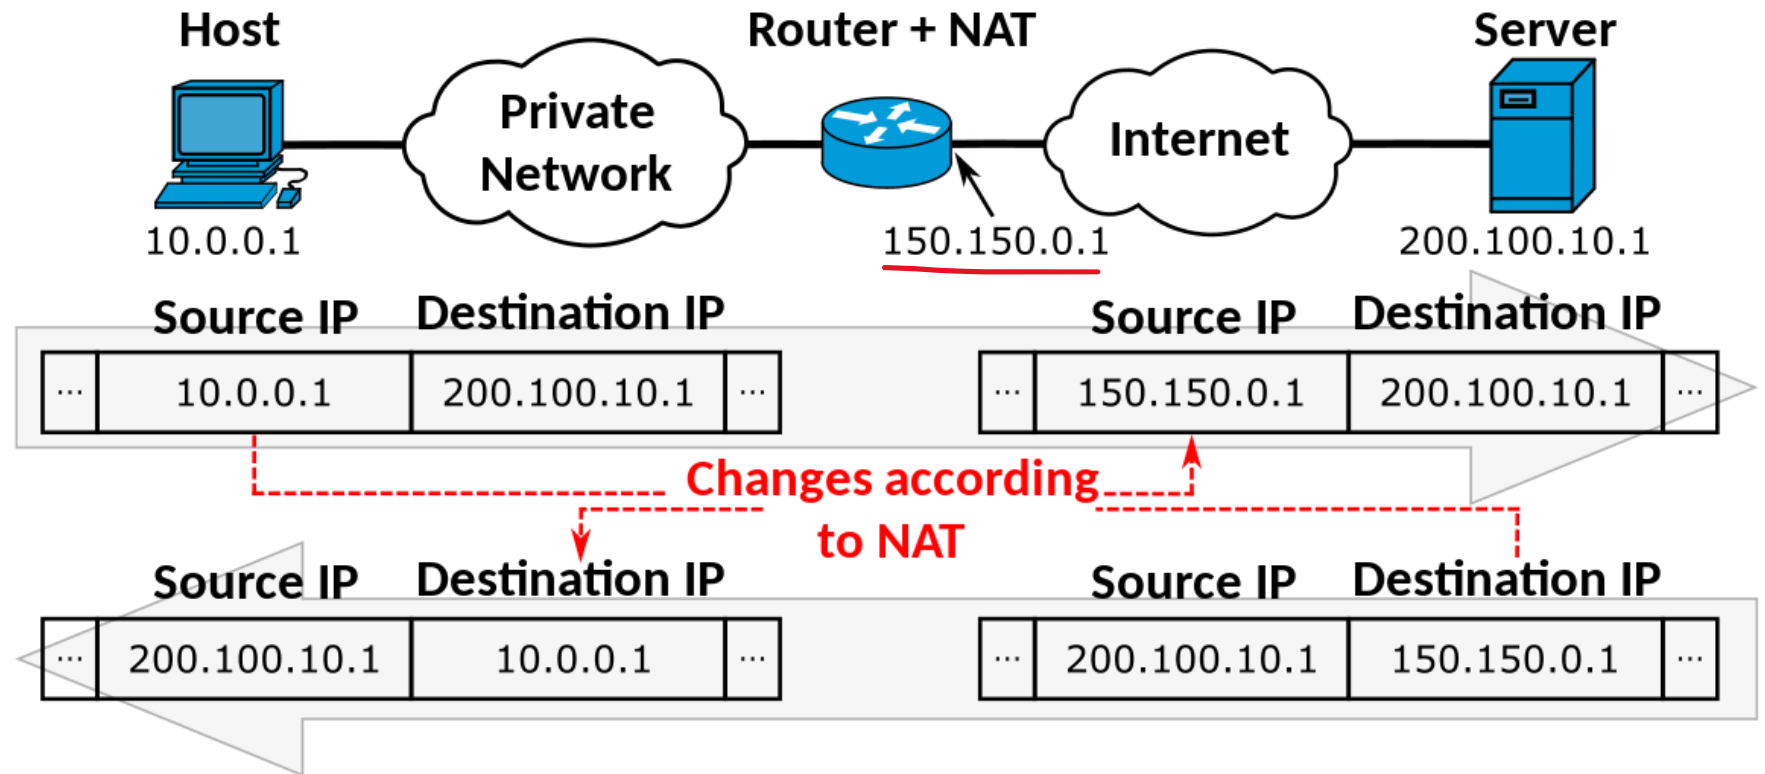 Host
Router + NAT
Server
Private
Network
Internet
10.0.0.1
150.150.0.1
200.100.10.1
Source IP
Destination IP
Source IP
Destination IP
... 10.0.0.1 200.100.10.1 ...
... 150.150.0.1 200.100.10.1 ...
Changes according
to NAT
Source IP
Destination IP
Source IP
Destination IP
... 200.100.10.1 10.0.0.1 ...
... 200.100.10.1 150.150.0.1 ...